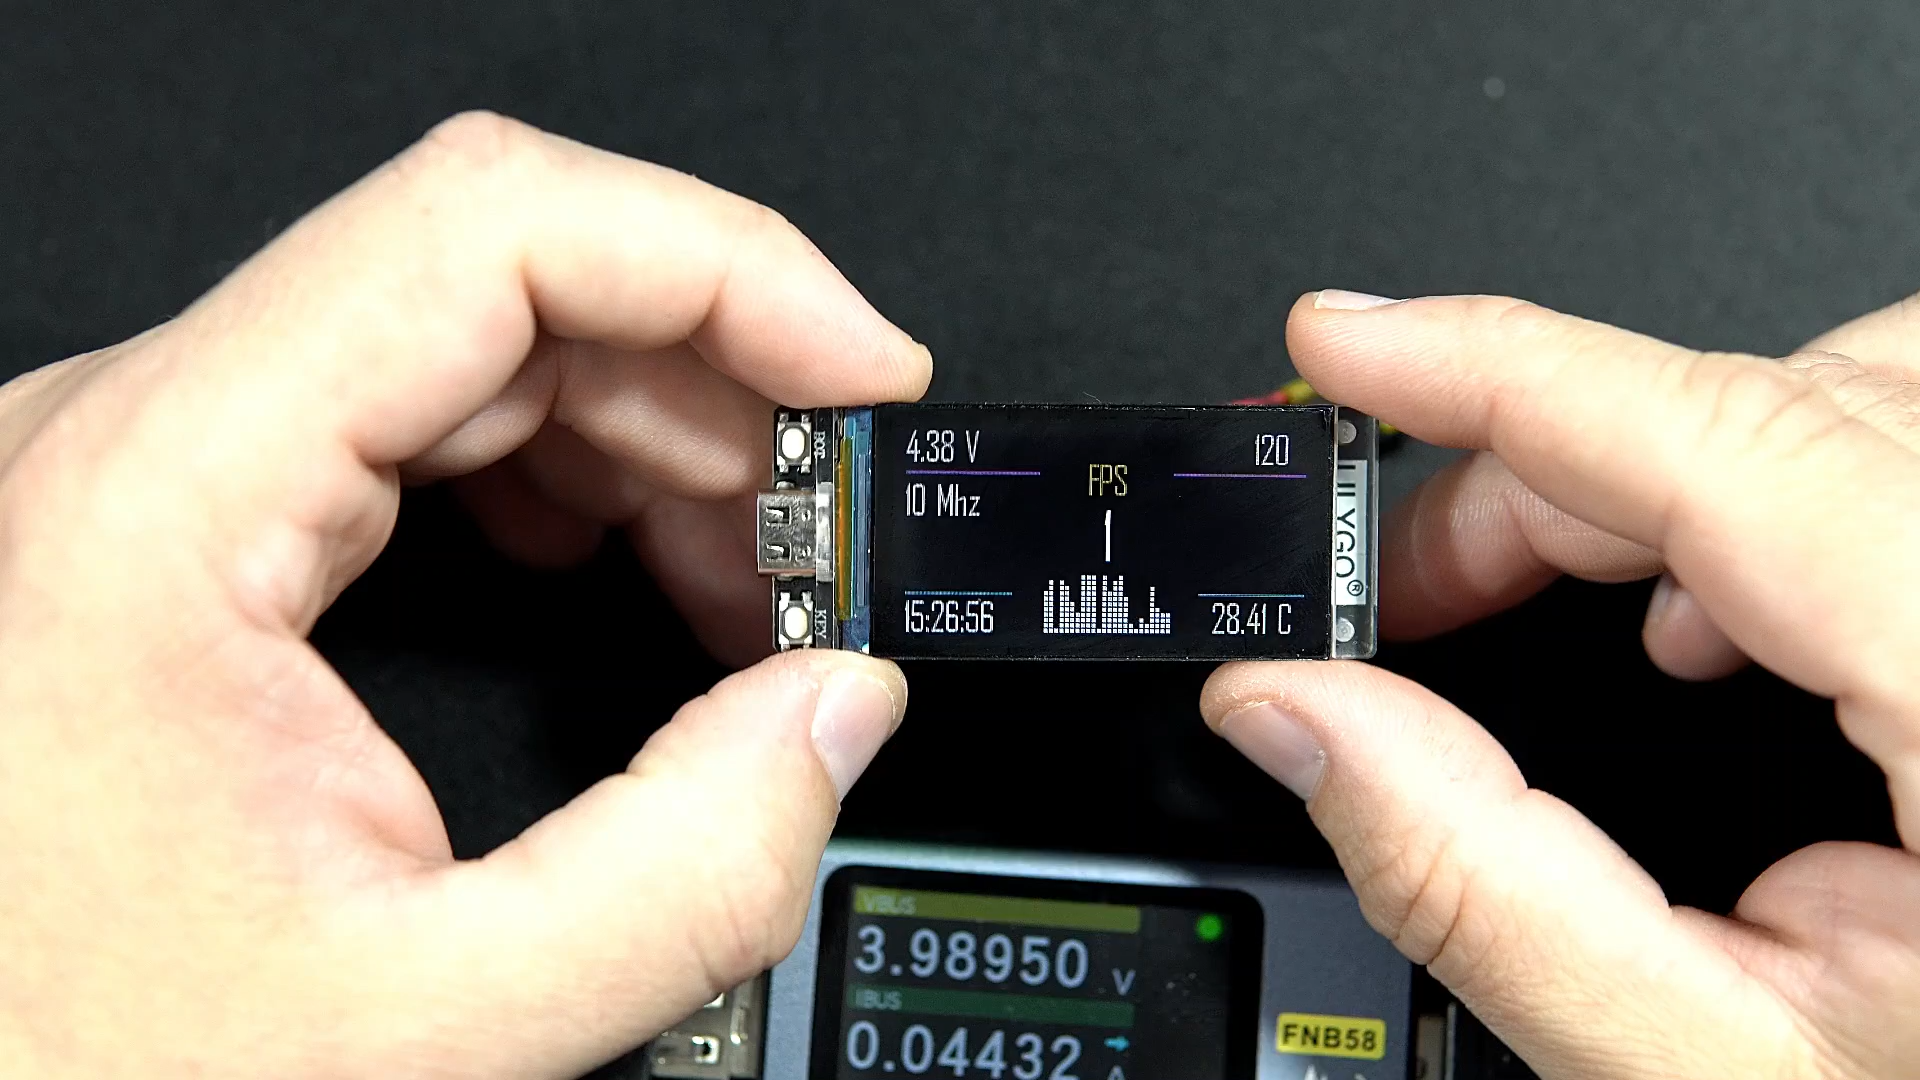 BOT
KEY
4.38 V
120
FPS
10 Mhz
1
15:26:56
28.41 C
LILYGO®
VBUS
3.98950 V
IBUS
0.04432 A
FNB58